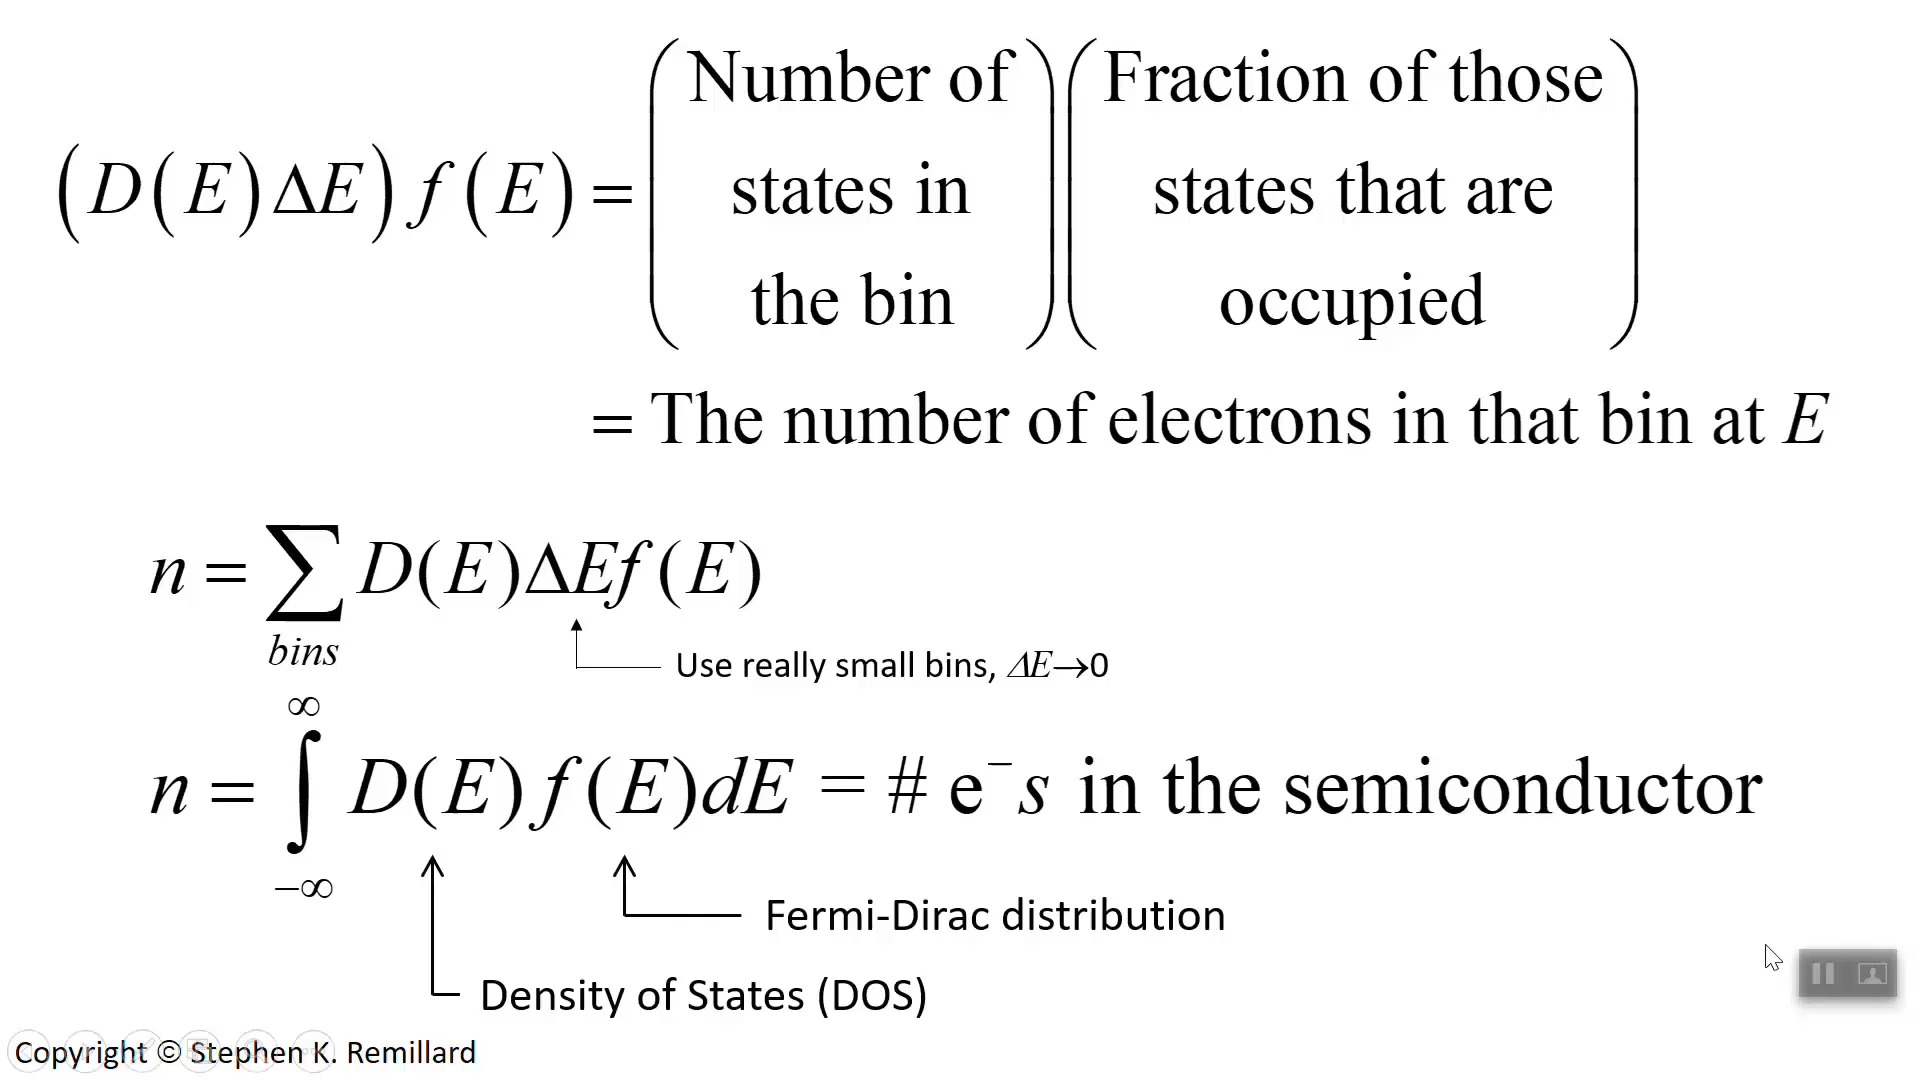 (D(E)ΔE) f(E) = (Number of states in the bin)(Fraction of those states that are occupied)
= The number of electrons in that bin at E
n = ∑ D(E)ΔEf(E)
bins
Use really small bins, ΔE→0
n = ∫ D(E) f(E)dE = # e⁻s in the semiconductor
∞
−∞
Fermi-Dirac distribution
Density of States (DOS)
Copyright © Stephen K. Remillard